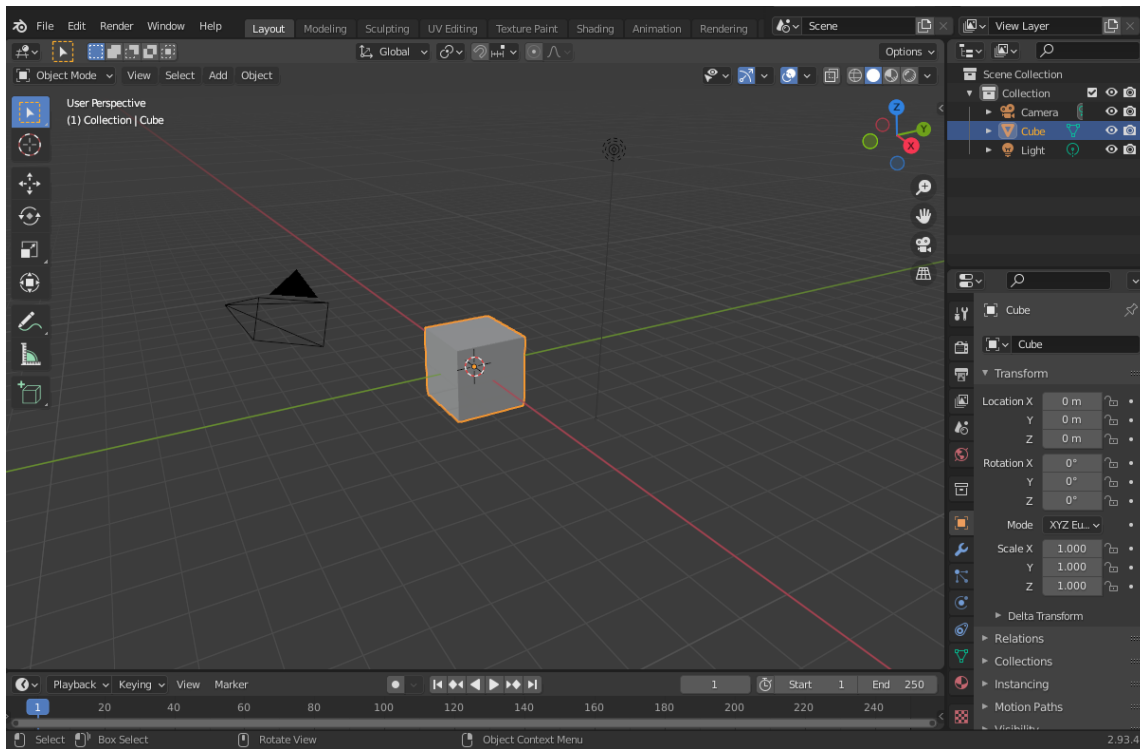 File Edit Render Window Help Layout Modeling Sculpting UV Editing Texture Paint Shading Animation Rendering Scene View Layer
Global Options
Object Mode View Select Add Object
User Perspective
(1) Collection | Cube
Z
Y
X
Scene Collection
Collection
Camera
Cube
Light
Cube
Cube
Transform
Location X 0 m
Y 0 m
Z 0 m
Rotation X 0°
Y 0°
Z 0°
Mode XYZ Eu...
Scale X 1.000
Y 1.000
Z 1.000
Delta Transform
Relations
Collections
Instancing
Motion Paths
Visibility
Playback Keying View Marker 1 Start 1 End 250
1 20 40 60 80 100 120 140 160 180 200 220 240
Select Box Select Rotate View Object Context Menu 2.93.4